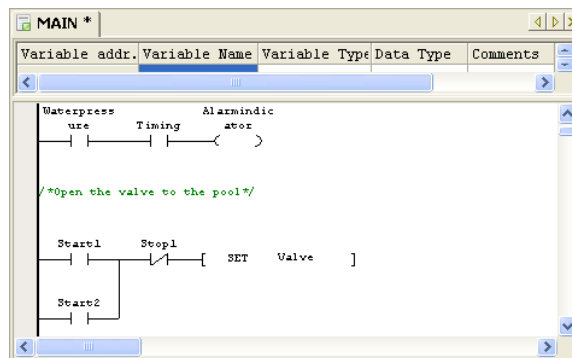 MAIN *
Variable addr. Variable Name Variable Type Data Type Comments
Waterpress Alarmindic
ure Timing ator
/*Open the valve to the pool*/
Start1 Stop1
SET Valve
Start2